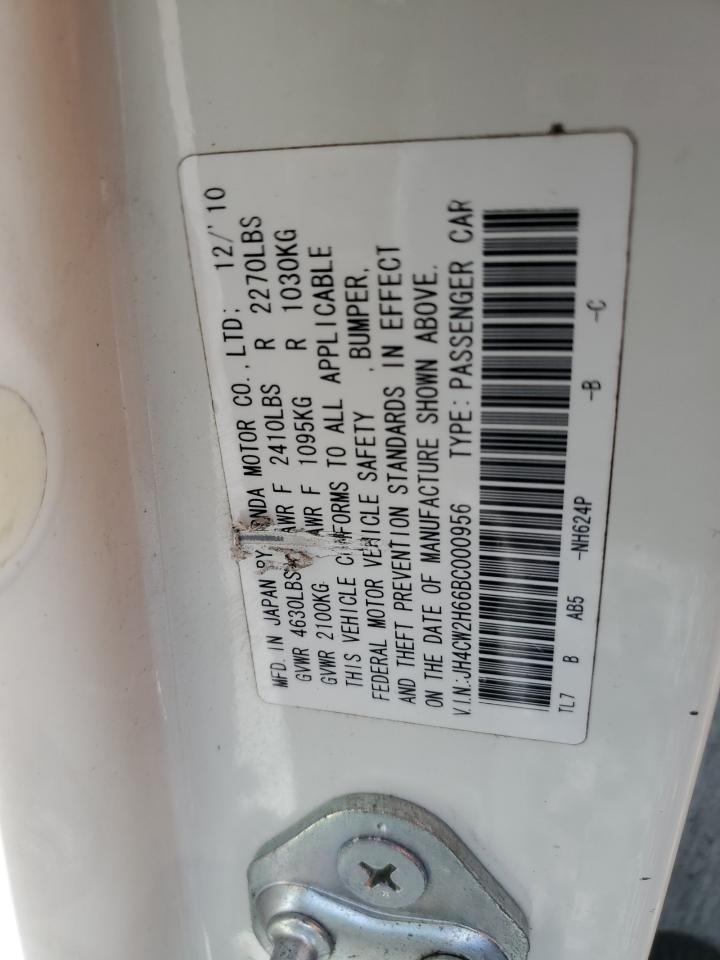 MFD. IN JAPAN BY HONDA MOTOR CO., LTD; 12/'10
GVWR 4630LBS GAWR F 2410LBS R 2270LBS
GVWR 2100KG GAWR F 1095KG R 1030KG
THIS VEHICLE CONFORMS TO ALL APPLICABLE
FEDERAL MOTOR VEHICLE SAFETY , BUMPER,
AND THEFT PREVENTION STANDARDS IN EFFECT
ON THE DATE OF MANUFACTURE SHOWN ABOVE.
V.I.N.:JH4CW2H66BC000956 TYPE: PASSENGER CAR
TL7 B AB5 -NH624P -B -C